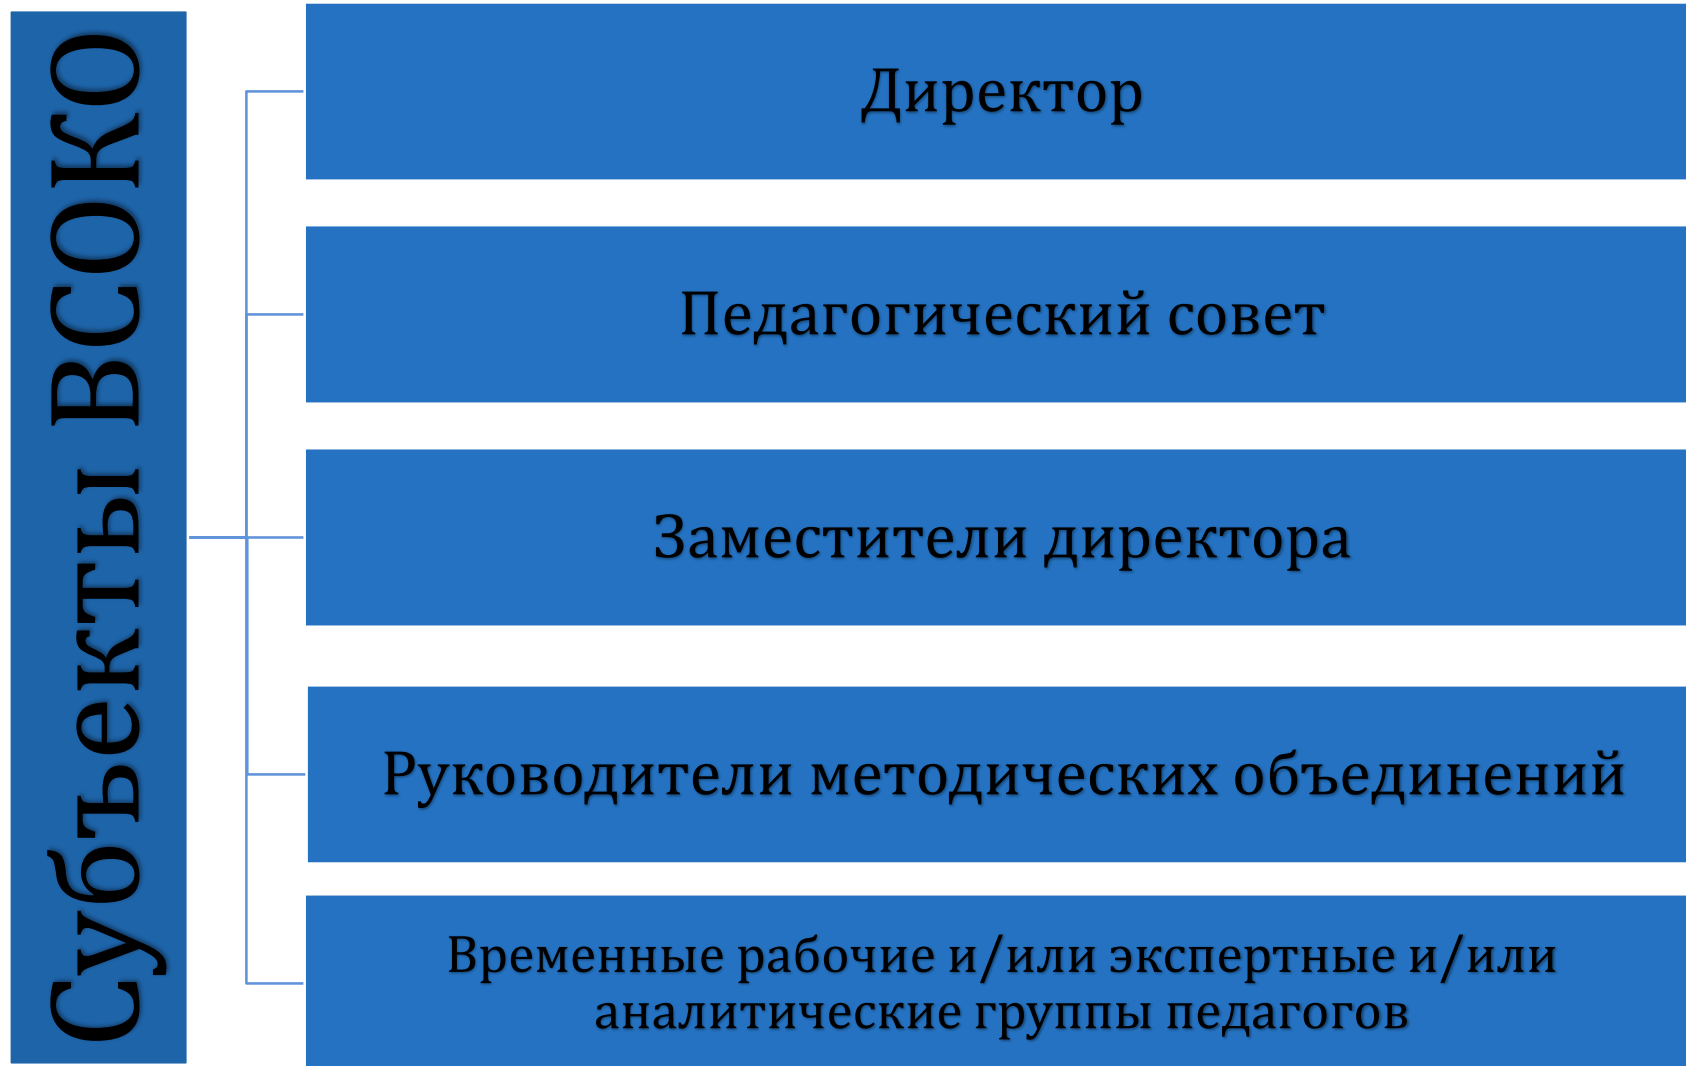 Субъекты ВСОКО
Директор
Педагогический совет
Заместители директора
Руководители методических объединений
Временные рабочие и/или экспертные и/или
аналитические группы педагогов